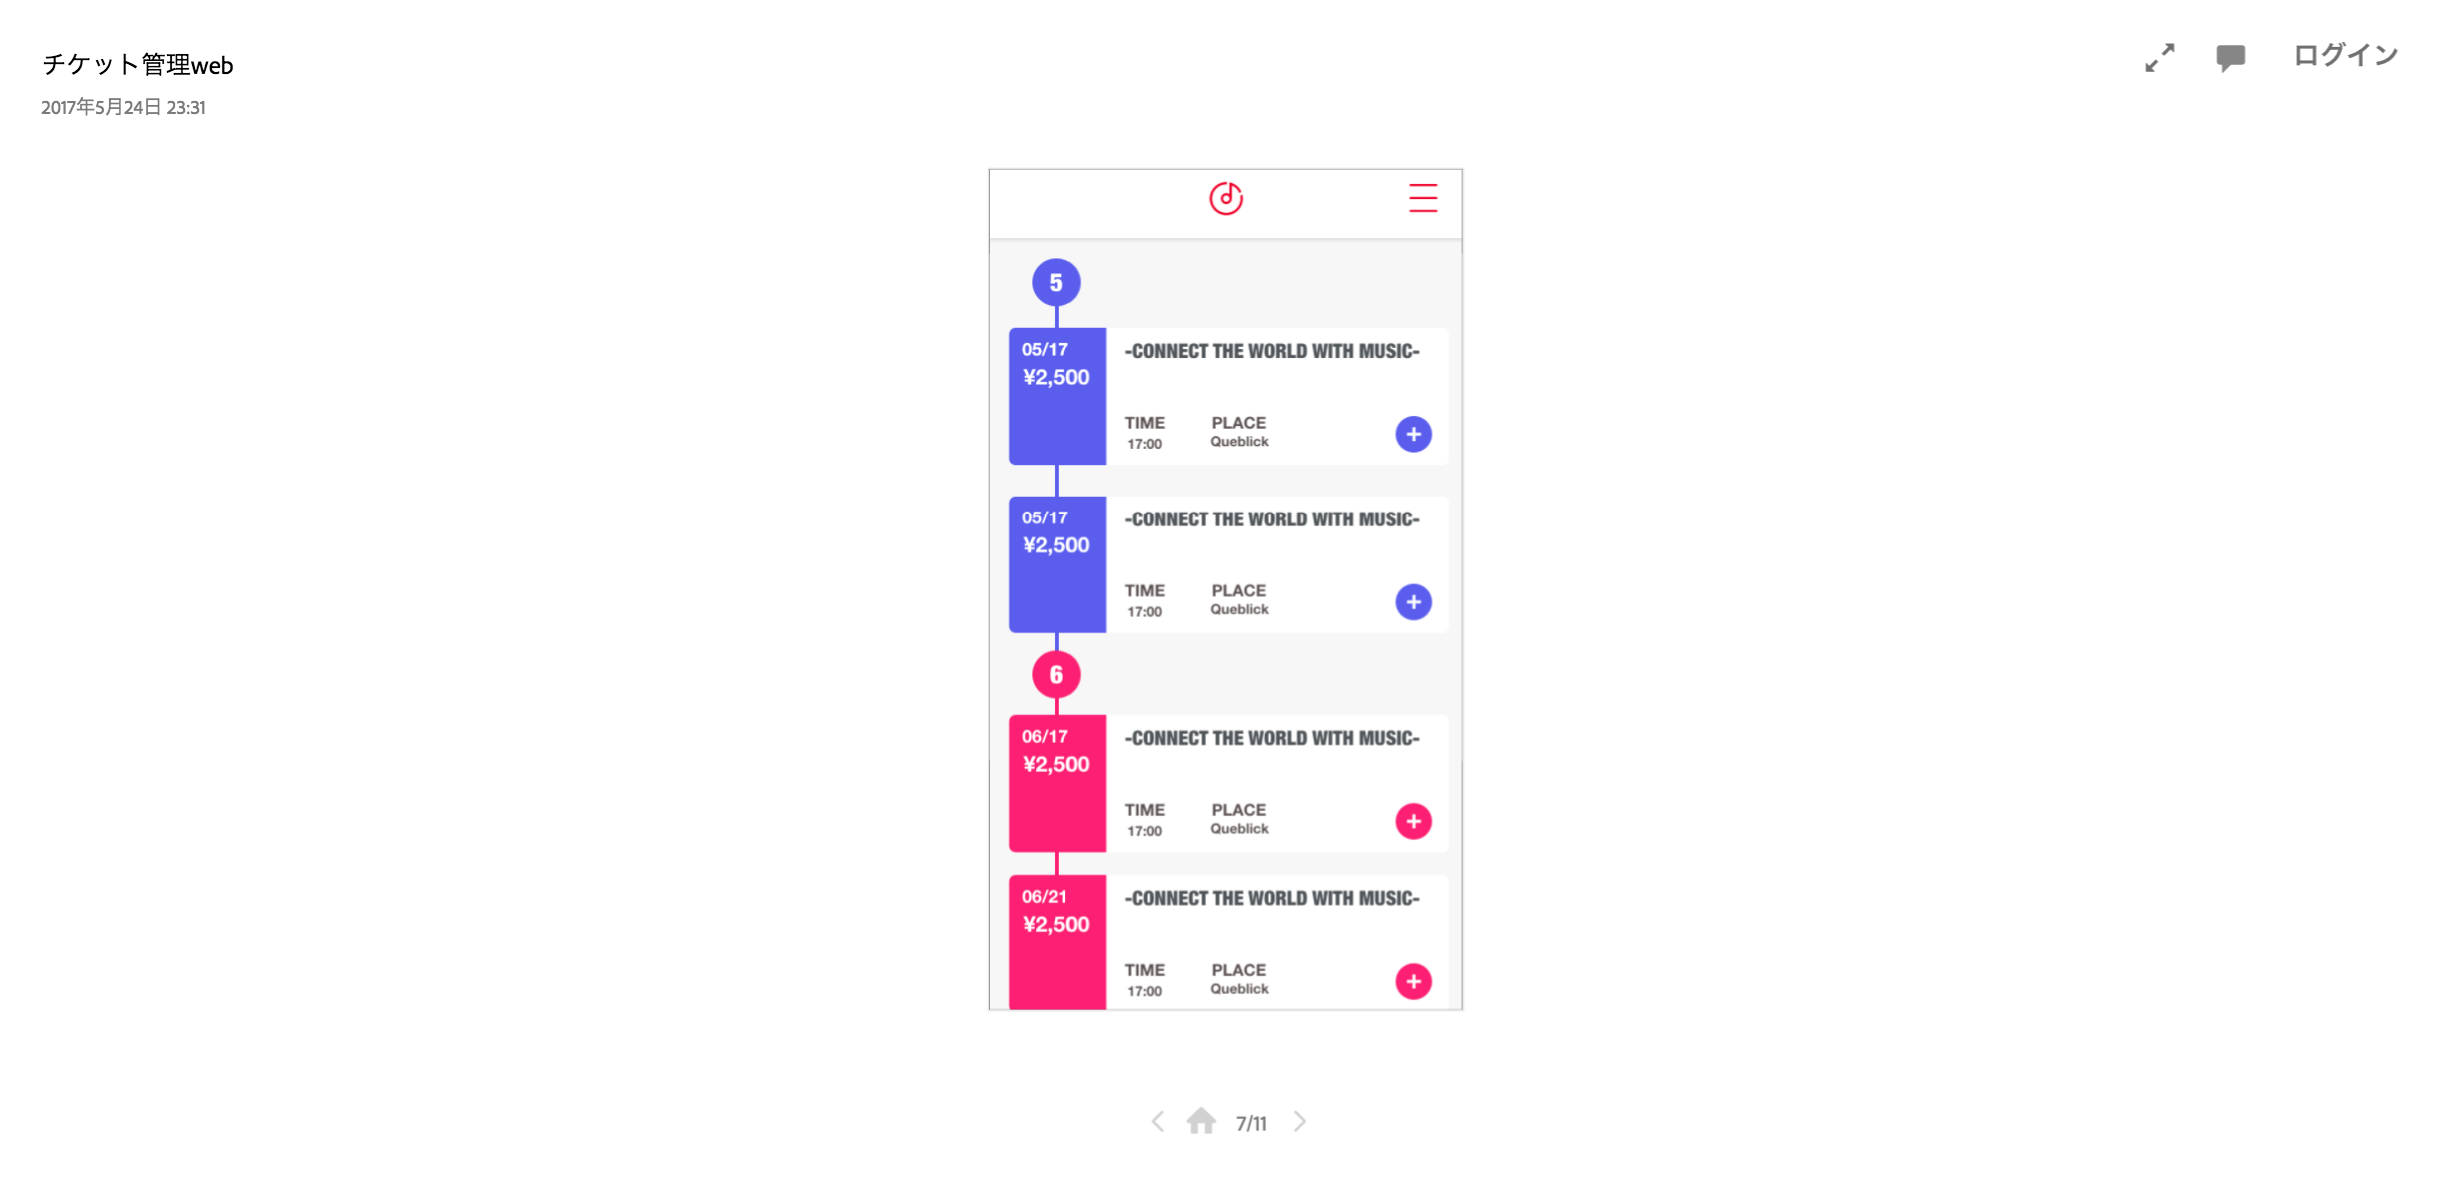 チケット管理web
2017年5月24日 23:31
ログイン
5
05/17
¥2,500
-CONNECT THE WORLD WITH MUSIC-
TIME PLACE
17:00 Queblick
+
05/17
¥2,500
-CONNECT THE WORLD WITH MUSIC-
TIME PLACE
17:00 Queblick
+
6
06/17
¥2,500
-CONNECT THE WORLD WITH MUSIC-
TIME PLACE
17:00 Queblick
+
06/21
¥2,500
-CONNECT THE WORLD WITH MUSIC-
TIME PLACE
17:00 Queblick
+
7/11